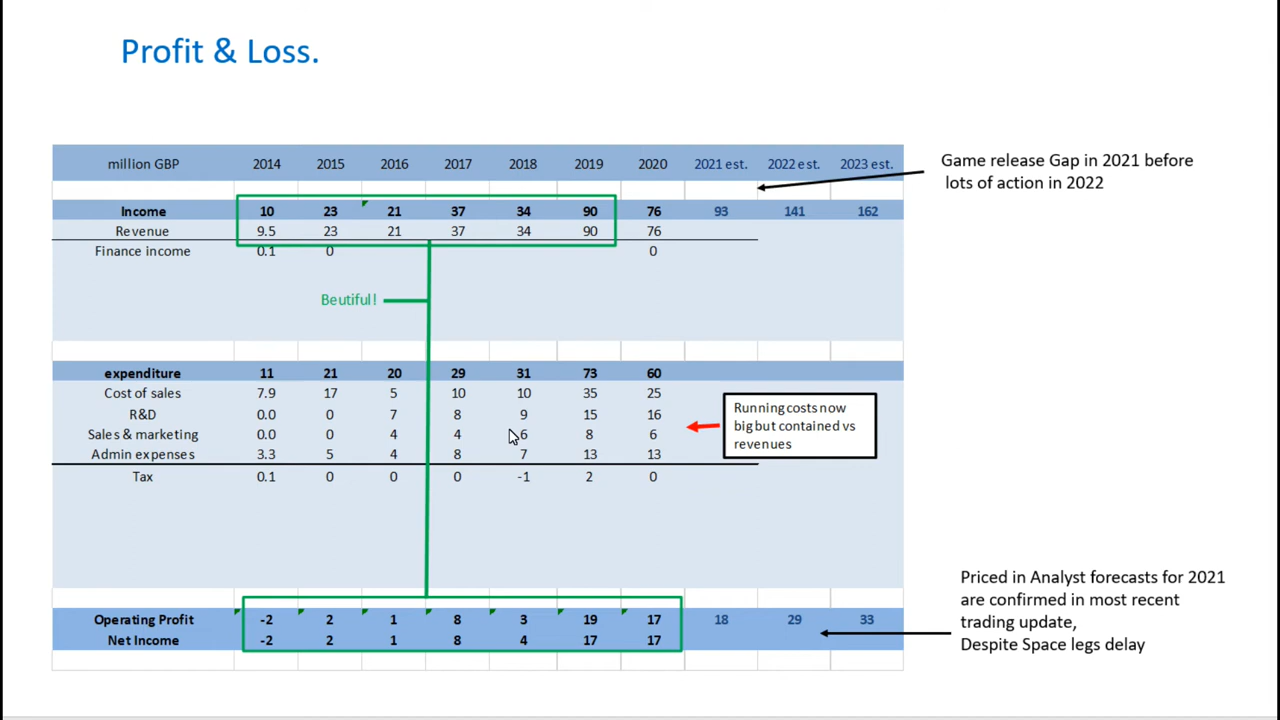 Profit & Loss.
million GBP 2014 2015 2016 2017 2018 2019 2020 2021 est. 2022 est. 2023 est.
Game release Gap in 2021 before
lots of action in 2022
Income 10 23 21 37 34 90 76 93 141 162
Revenue 9.5 23 21 37 34 90 76
Finance income 0.1 0 0
Beutiful!
expenditure 11 21 20 29 31 73 60
Cost of sales 7.9 17 5 10 10 35 25
R&D 0.0 0 7 8 9 15 16
Sales & marketing 0.0 0 4 4 6 8 6
Admin expenses 3.3 5 4 8 7 13 13
Tax 0.1 0 0 0 -1 2 0
Running costs now
big but contained vs
revenues
Operating Profit -2 2 1 8 3 19 17 18 29 33
Net Income -2 2 1 8 4 17 17
Priced in Analyst forecasts for 2021
are confirmed in most recent
trading update,
Despite Space legs delay